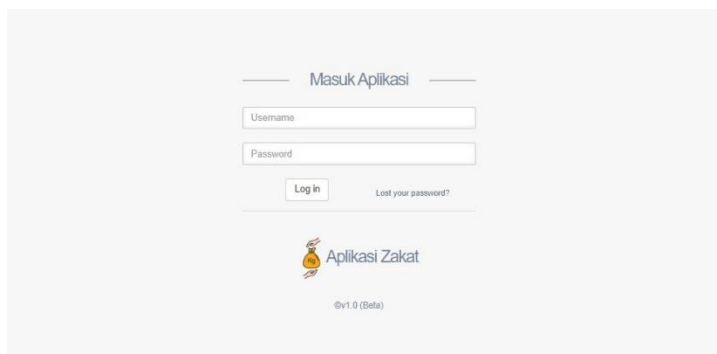 Masuk Aplikasi
Username
Password
Log in
Lost your password?
Aplikasi Zakat
©v1.0 (Beta)